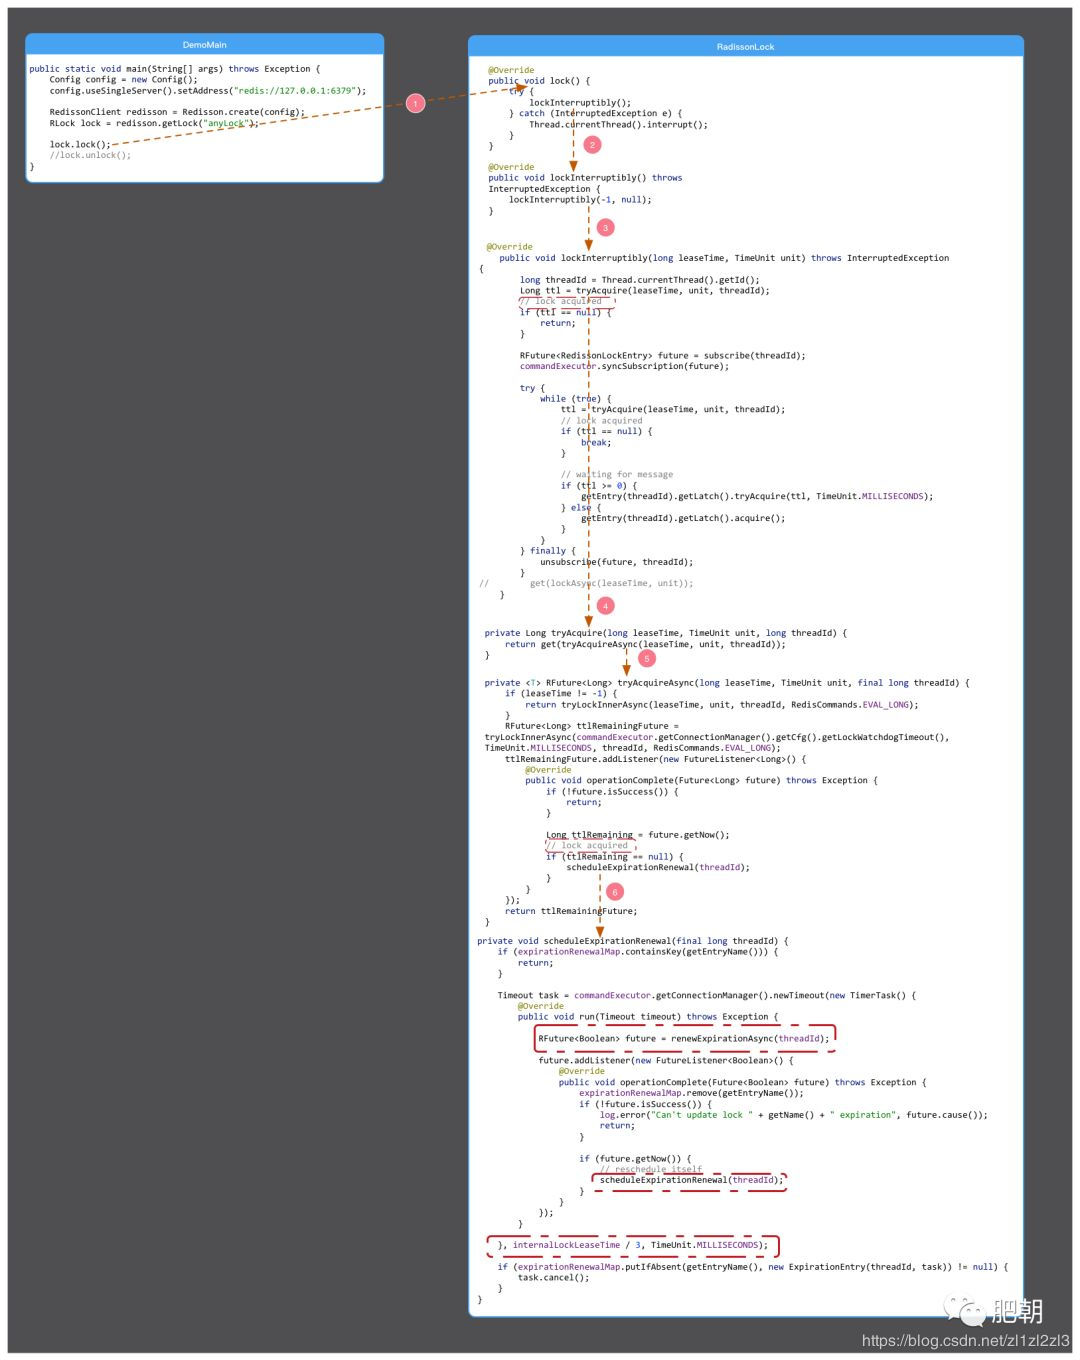 DemoMain
public static void main(String[] args) throws Exception {
Config config = new Config();
config.useSingleServer().setAddress("redis://127.0.0.1:6379");
RedissonClient redisson = Redisson.create(config);
RLock lock = redisson.getLock("anyLock");
lock.lock();
//lock.unlock();
}
1
RadissonLock
@Override
public void lock() {
try {
lockInterruptibly();
} catch (InterruptedException e) {
Thread.currentThread().interrupt();
}
}
2
@Override
public void lockInterruptibly() throws
InterruptedException {
lockInterruptibly(-1, null);
}
3
@Override
public void lockInterruptibly(long leaseTime, TimeUnit unit) throws InterruptedException
{
long threadId = Thread.currentThread().getId();
Long ttl = tryAcquire(leaseTime, unit, threadId);
// lock acquired
if (ttl == null) {
return;
}
RFuture<RedissonLockEntry> future = subscribe(threadId);
commandExecutor.syncSubscription(future);
try {
while (true) {
ttl = tryAcquire(leaseTime, unit, threadId);
// lock acquired
if (ttl == null) {
break;
}
// waiting for message
if (ttl >= 0) {
getEntry(threadId).getLatch().tryAcquire(ttl, TimeUnit.MILLISECONDS);
} else {
getEntry(threadId).getLatch().acquire();
}
}
} finally {
unsubscribe(future, threadId);
}
// get(lockAsync(leaseTime, unit));
}
4
private Long tryAcquire(long leaseTime, TimeUnit unit, long threadId) {
return get(tryAcquireAsync(leaseTime, unit, threadId));
}
5
private <T> RFuture<Long> tryAcquireAsync(long leaseTime, TimeUnit unit, final long threadId) {
if (leaseTime != -1) {
return tryLockInnerAsync(leaseTime, unit, threadId, RedisCommands.EVAL_LONG);
}
RFuture<Long> ttlRemainingFuture =
tryLockInnerAsync(commandExecutor.getConnectionManager().getCfg().getLockWatchdogTimeout(),
TimeUnit.MILLISECONDS, threadId, RedisCommands.EVAL_LONG);
ttlRemainingFuture.addListener(new FutureListener<Long>() {
@Override
public void operationComplete(Future<Long> future) throws Exception {
if (!future.isSuccess()) {
return;
}
Long ttlRemaining = future.getNow();
// lock acquired
if (ttlRemaining == null) {
scheduleExpirationRenewal(threadId);
}
}
});
return ttlRemainingFuture;
}
6
private void scheduleExpirationRenewal(final long threadId) {
if (expirationRenewalMap.containsKey(getEntryName())) {
return;
}
Timeout task = commandExecutor.getConnectionManager().newTimeout(new TimerTask() {
@Override
public void run(Timeout timeout) throws Exception {
RFuture<Boolean> future = renewExpirationAsync(threadId);
future.addListener(new FutureListener<Boolean>() {
@Override
public void operationComplete(Future<Boolean> future) throws Exception {
expirationRenewalMap.remove(getEntryName());
if (!future.isSuccess()) {
log.error("Can't update lock " + getName() + " expiration", future.cause());
return;
}
if (future.getNow()) {
// reschedule itself
scheduleExpirationRenewal(threadId);
}
}
});
}
}, internalLockLeaseTime / 3, TimeUnit.MILLISECONDS);
if (expirationRenewalMap.putIfAbsent(getEntryName(), new ExpirationEntry(threadId, task)) != null) {
task.cancel();
}
}
肥朝
https://blog.csdn.net/zl1zl2zl3